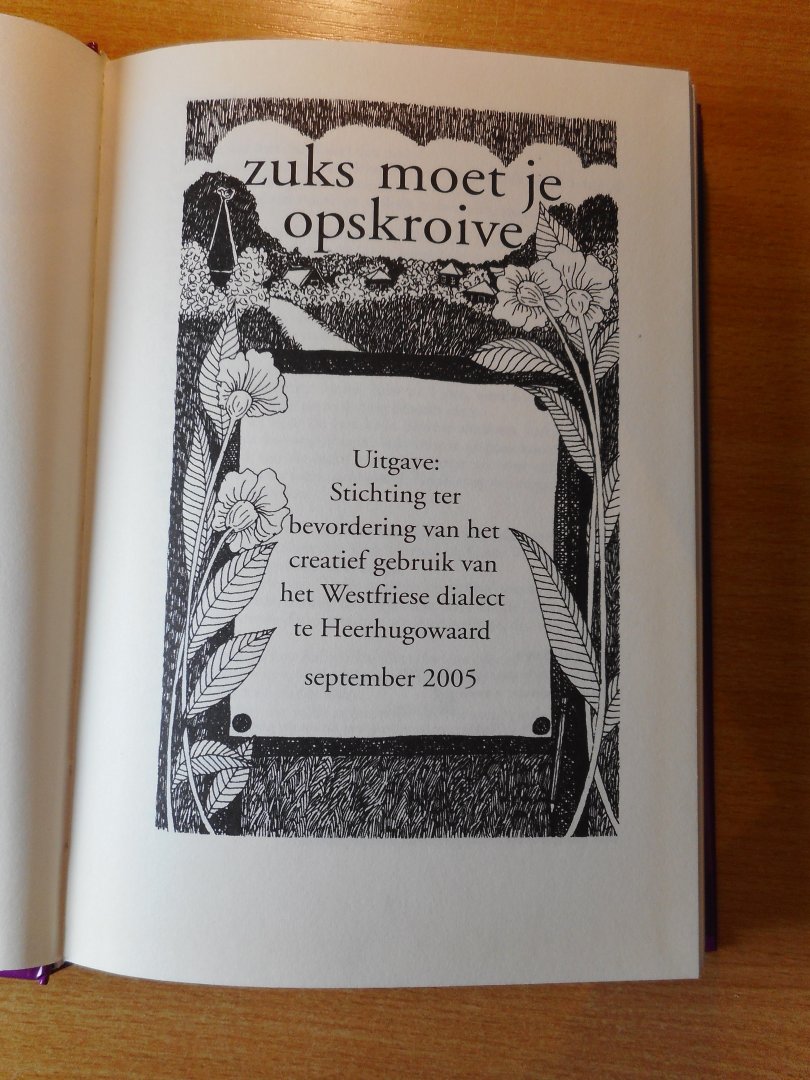 zuks moet je
opskroive
Uitgave:
Stichting ter
bevordering van het
creatief gebruik van
het Westfriese dialect
te Heerhugowaard
september 2005